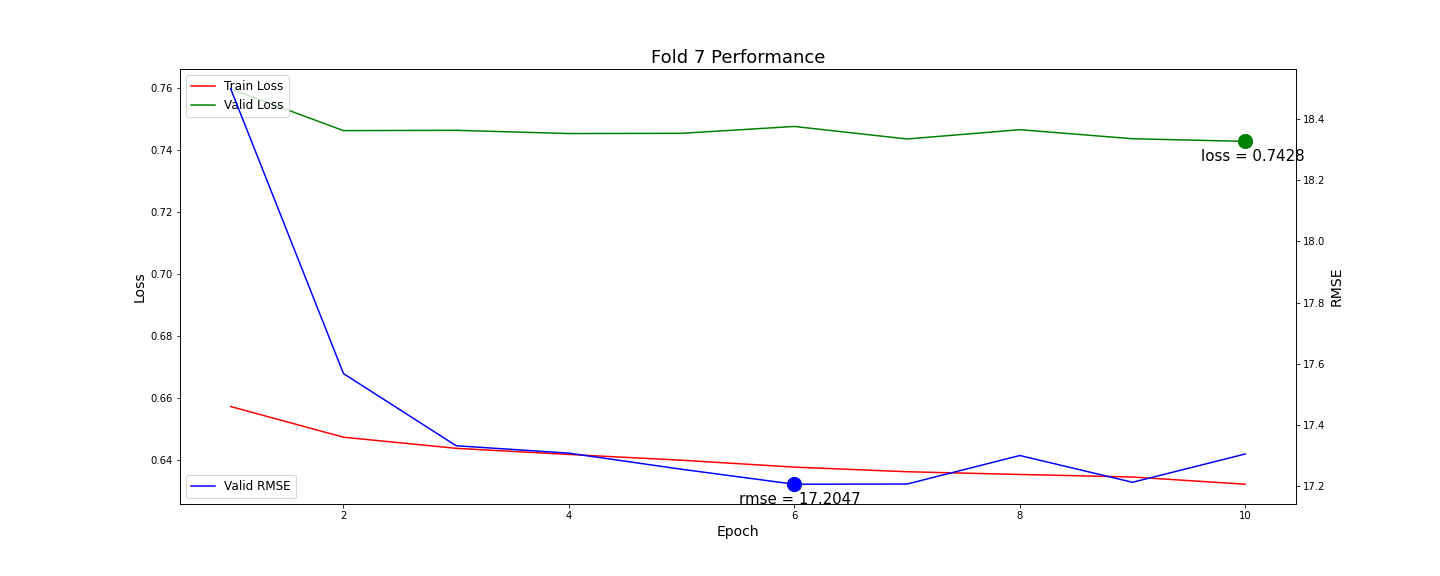 Fold 7 Performance
Train Loss
Valid Loss
0.76
0.74
0.72
0.70
0.68
0.66
0.64
Loss
loss = 0.7428
18.4
18.2
18.0
17.8
17.6
17.4
17.2
RMSE
Valid RMSE
rmse = 17.2047
2
4
6
8
10
Epoch